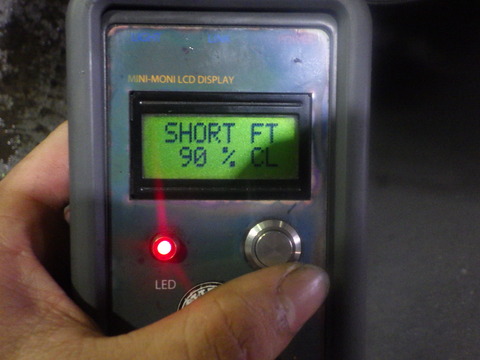 MINI-MONI LCD DISPLAY
SHORT FT
90 % CL
LED